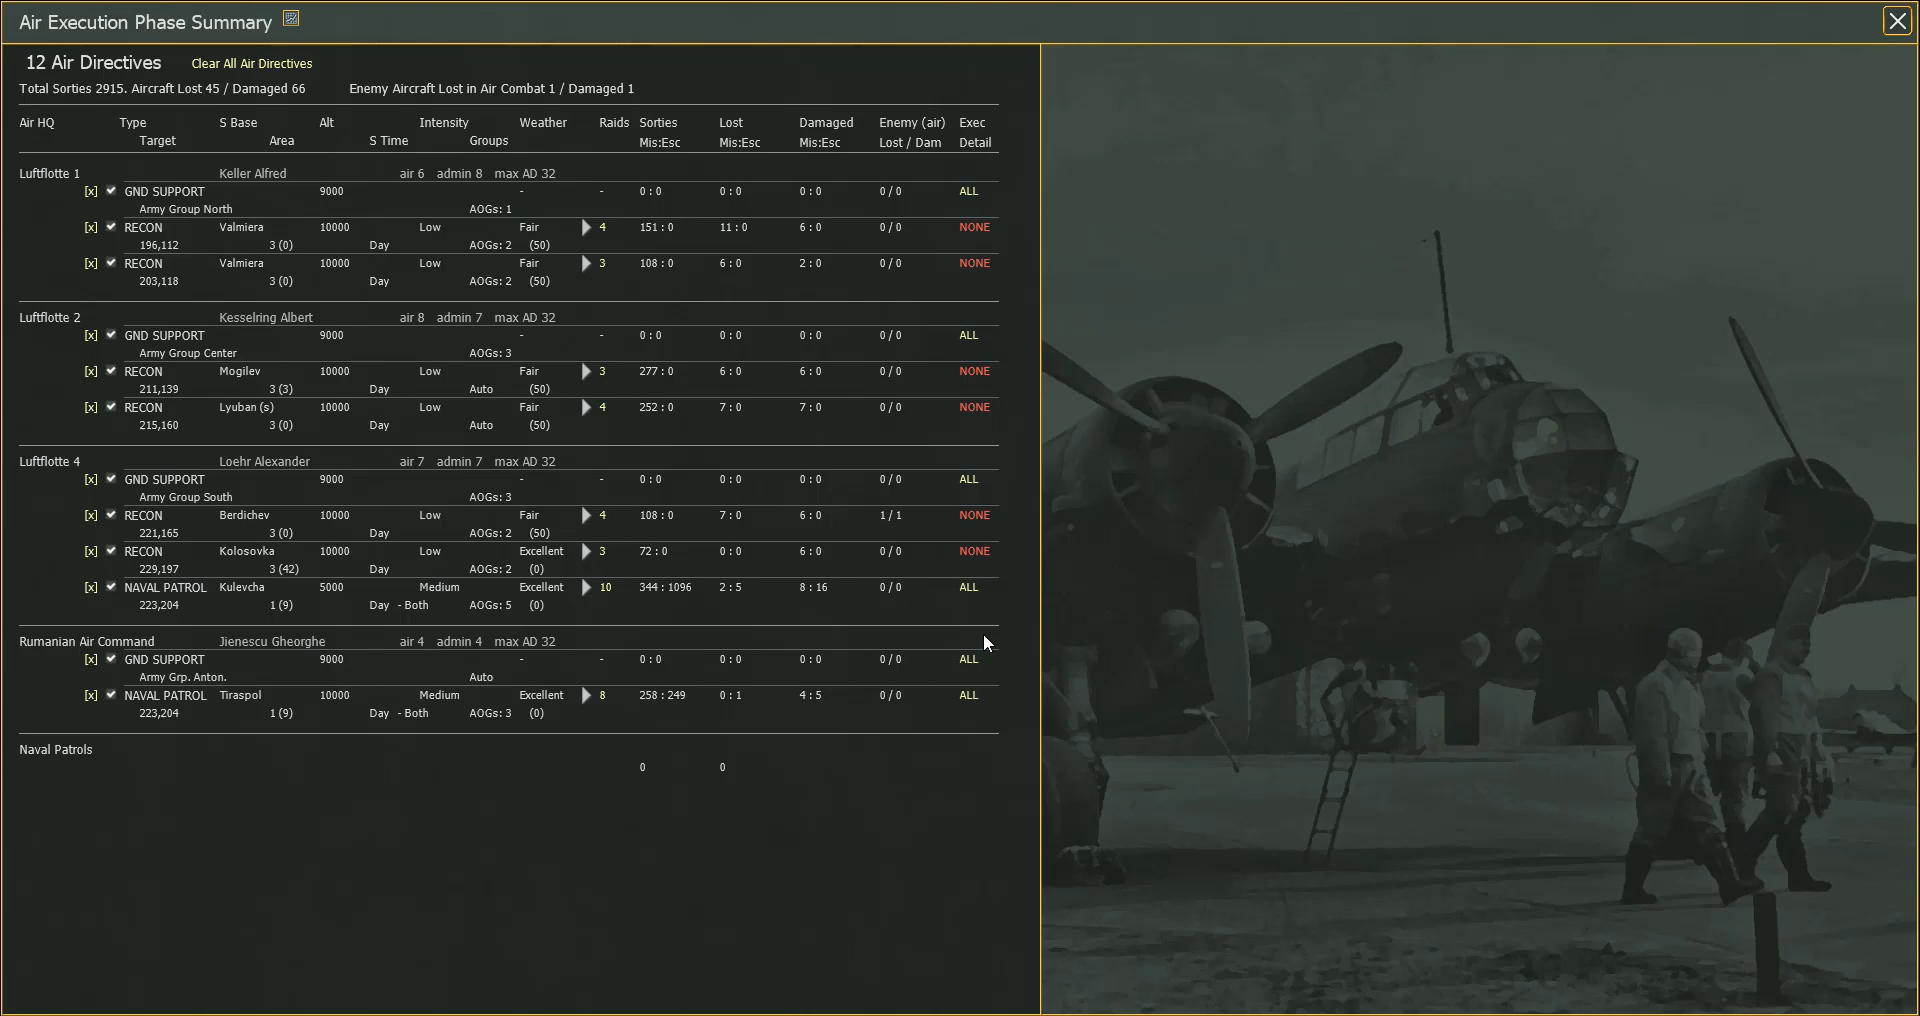 Air Execution Phase Summary
12 Air Directives Clear All Air Directives
Total Sorties 2915. Aircraft Lost 45 / Damaged 66 Enemy Aircraft Lost in Air Combat 1 / Damaged 1
Air HQ Type S Base Alt Intensity Weather Raids Sorties Lost Damaged Enemy (air) Exec
Target Area S Time Groups Mis:Esc Mis:Esc Mis:Esc Lost / Dam Detail
Luftflotte 1 Keller Alfred air 6 admin 8 max AD 32
[x] GND SUPPORT 9000 - - 0 : 0 0 : 0 0 : 0 0 / 0 ALL
Army Group North AOGs: 1
[x] RECON Valmiera 10000 Low Fair 4 151 : 0 11 : 0 6 : 0 0 / 0 NONE
196,112 3 (0) Day AOGs: 2 (50)
[x] RECON Valmiera 10000 Low Fair 3 108 : 0 6 : 0 2 : 0 0 / 0 NONE
203,118 3 (0) Day AOGs: 2 (50)
Luftflotte 2 Kesselring Albert air 8 admin 7 max AD 32
[x] GND SUPPORT 9000 - - 0 : 0 0 : 0 0 : 0 0 / 0 ALL
Army Group Center AOGs: 3
[x] RECON Mogilev 10000 Low Fair 3 277 : 0 6 : 0 6 : 0 0 / 0 NONE
211,139 3 (3) Day Auto (50)
[x] RECON Lyuban (s) 10000 Low Fair 4 252 : 0 7 : 0 7 : 0 0 / 0 NONE
215,160 3 (0) Day Auto (50)
Luftflotte 4 Loehr Alexander air 7 admin 7 max AD 32
[x] GND SUPPORT 9000 - - 0 : 0 0 : 0 0 : 0 0 / 0 ALL
Army Group South AOGs: 3
[x] RECON Berdichev 10000 Low Fair 4 108 : 0 7 : 0 6 : 0 1 / 1 NONE
221,165 3 (0) Day AOGs: 2 (50)
[x] RECON Kolosovka 10000 Low Excellent 3 72 : 0 0 : 0 6 : 0 0 / 0 NONE
229,197 3 (42) Day AOGs: 2 (0)
[x] NAVAL PATROL Kulevcha 5000 Medium Excellent 10 344 : 1096 2 : 5 8 : 16 0 / 0 ALL
223,204 1 (9) Day - Both AOGs: 5 (0)
Rumanian Air Command Jienescu Gheorghe air 4 admin 4 max AD 32
[x] GND SUPPORT 9000 - - 0 : 0 0 : 0 0 : 0 0 / 0 ALL
Army Grp. Anton. Auto
[x] NAVAL PATROL Tiraspol 10000 Medium Excellent 8 258 : 249 0 : 1 4 : 5 0 / 0 ALL
223,204 1 (9) Day - Both AOGs: 3 (0)
Naval Patrols
0 0